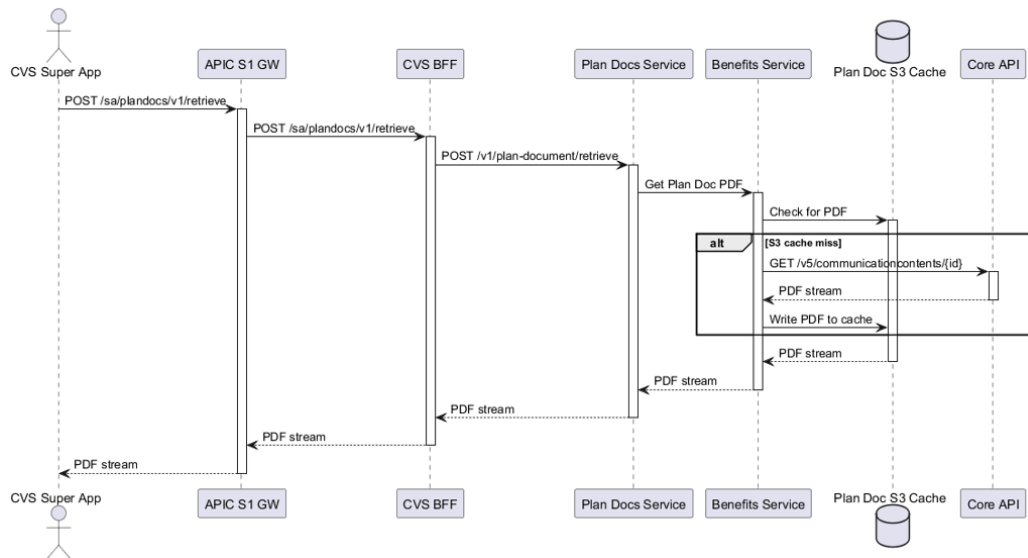 CVS Super App
APIC S1 GW
CVS BFF
Plan Docs Service
Benefits Service
Plan Doc S3 Cache
Core API
POST /sa/plandocs/v1/retrieve
POST /sa/plandocs/v1/retrieve
POST /v1/plan-document/retrieve
Get Plan Doc PDF
Check for PDF
alt
[S3 cache miss]
GET /v5/communicationcontents/{id}
PDF stream
Write PDF to cache
PDF stream
PDF stream
PDF stream
PDF stream
PDF stream
CVS Super App
APIC S1 GW
CVS BFF
Plan Docs Service
Benefits Service
Plan Doc S3 Cache
Core API